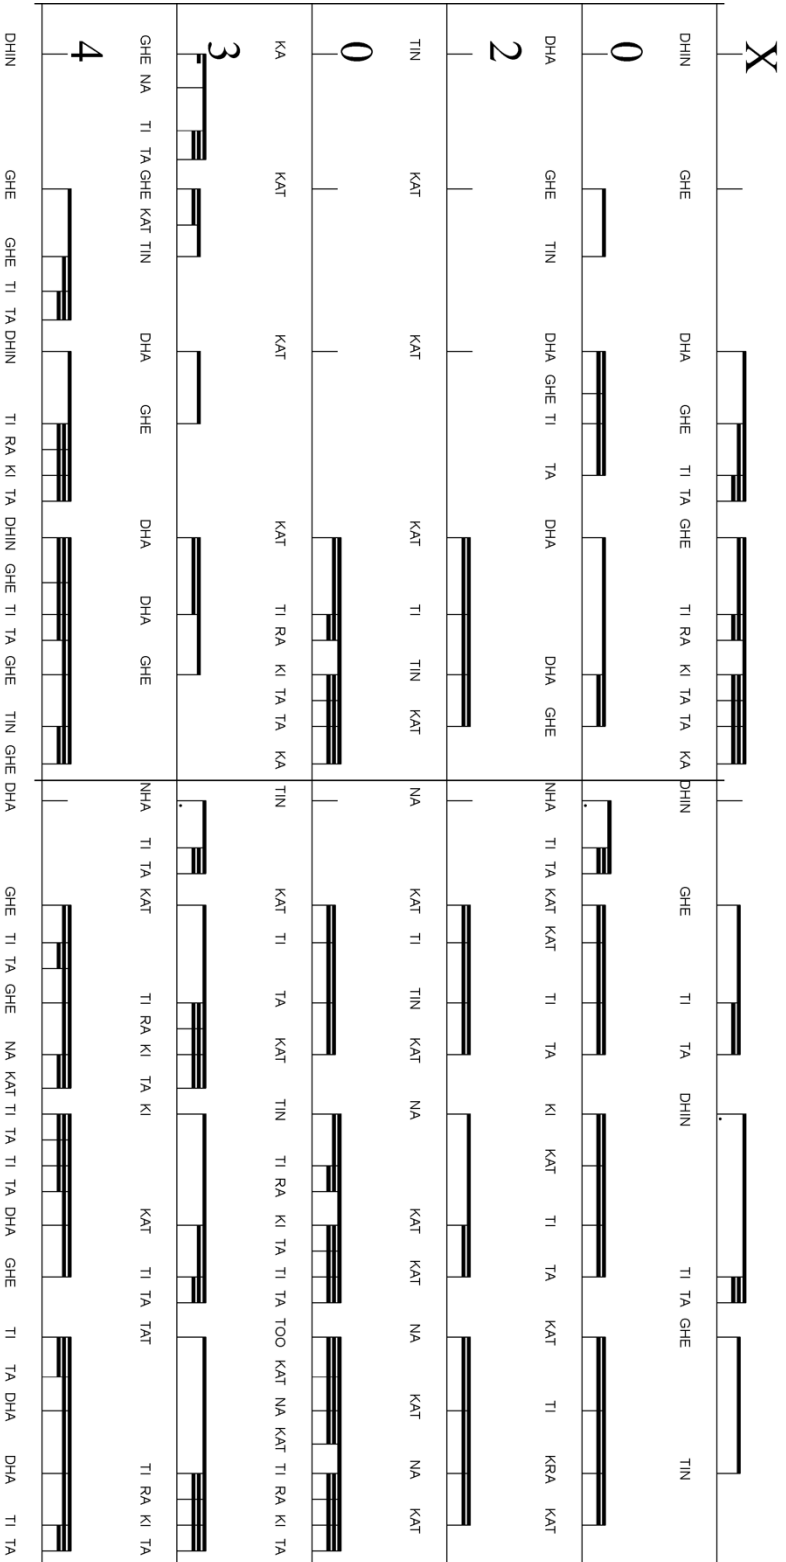 X
DHIN GHE DHA GHE TI TA GHE TI RA KI TA TA KA DHIN GHE TI TA DHIN TI TA GHE TIN
0
DHA GHE TIN DHA GHE TI TA DHA DHA GHE NHA TI TA KAT KAT TI TA KI KAT TI TA KAT TI KRA KAT
2
TIN KAT KAT KAT TI TIN KAT NA KAT TI TIN KAT NA KAT KAT NA KAT NA KAT
0
KA KAT KAT KAT TI RA KI TA TA KA TIN KAT TI TA KAT TIN TI RA KI TA TI TA TOO KAT NA KAT TI RA KI TA
3
GHE NA TI TA GHE KAT TIN DHA GHE DHA DHA GHE NHA TI TA KAT TI RA KI TA KI KAT TI TA TAT TI RA KI TA
4
DHIN GHE GHE TI TA DHIN TI RA KI TA DHIN GHE TI TA GHE TIN GHE DHA GHE TI TA GHE NA KAT TI TA TI TA DHA GHE TI TA DHA DHA TI TA